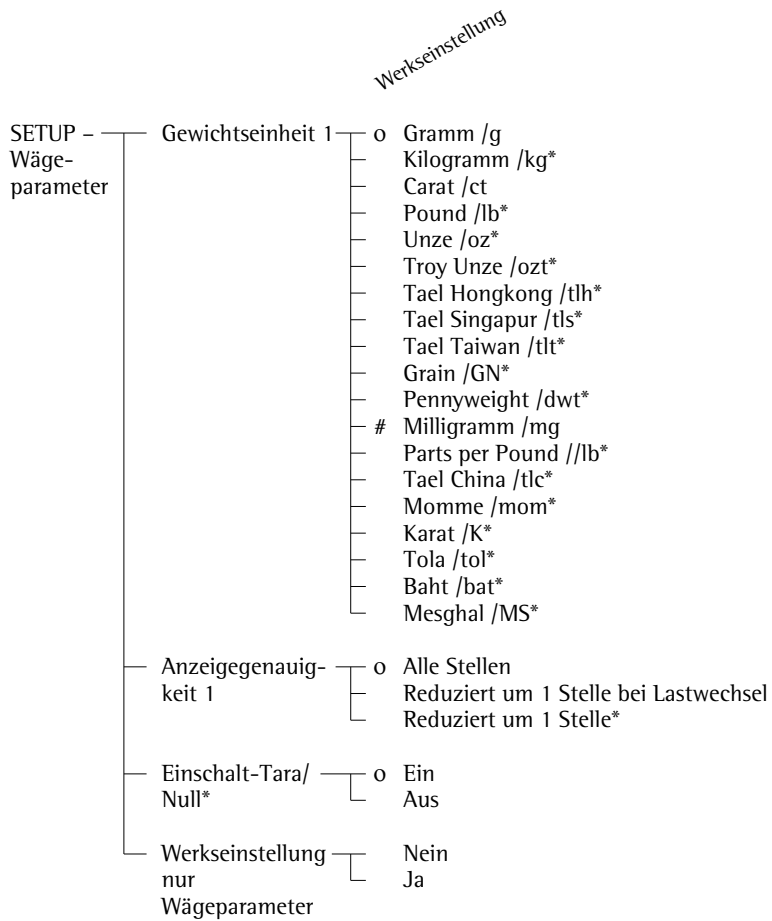 Werkseinstellung
SETUP –
Wäge-
parameter
Gewichtseinheit 1
o Gramm /g
Kilogramm /kg*
Carat /ct
Pound /lb*
Unze /oz*
Troy Unze /ozt*
Tael Hongkong /tlh*
Tael Singapur /tls*
Tael Taiwan /tlt*
Grain /GN*
Pennyweight /dwt*
# Milligramm /mg
Parts per Pound //lb*
Tael China /tlc*
Momme /mom*
Karat /K*
Tola /tol*
Baht /bat*
Mesghal /MS*
Anzeigegenauig-
keit 1
o Alle Stellen
Reduziert um 1 Stelle bei Lastwechsel
Reduziert um 1 Stelle*
Einschalt-Tara/
Null*
o Ein
Aus
Werkseinstellung
nur
Wägeparameter
Nein
Ja